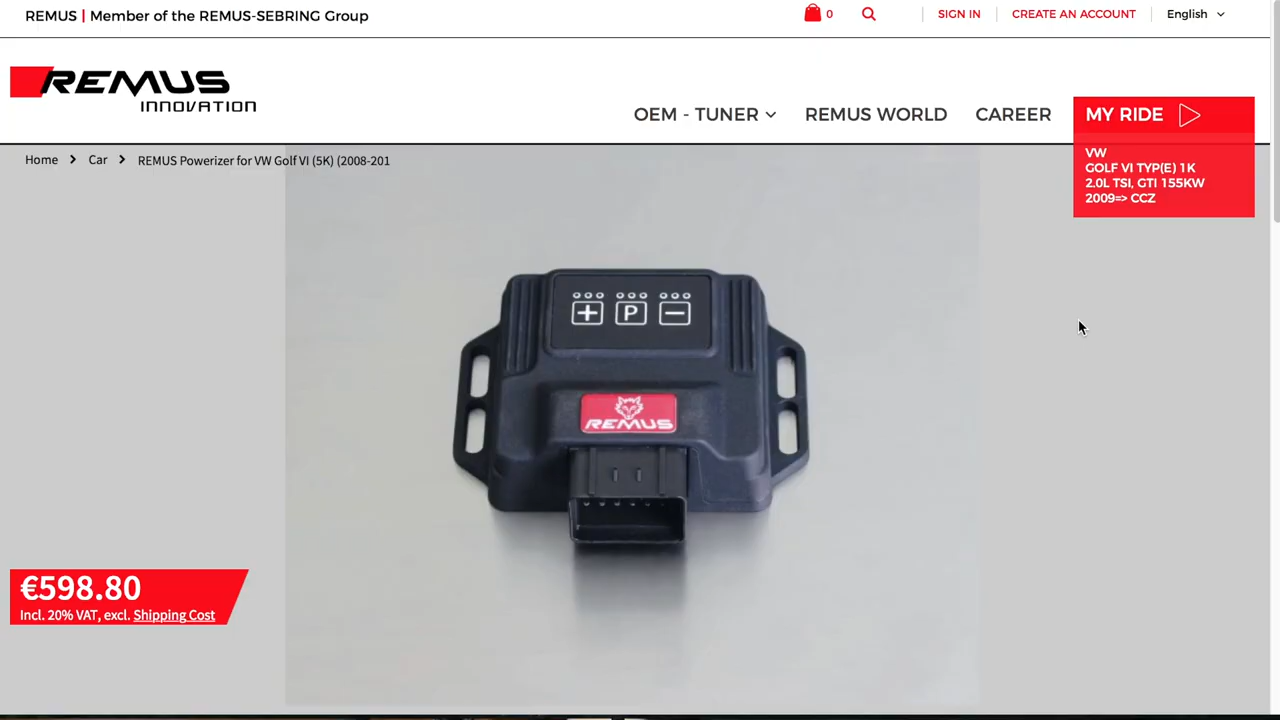 REMUS | Member of the REMUS-SEBRING Group
0
SIGN IN
CREATE AN ACCOUNT
English
REMUS
INNOVATION
OEM - TUNER
REMUS WORLD
CAREER
MY RIDE
VW
GOLF VI TYP(E) 1K
2.0L TSI, GTI 155KW
2009=> CCZ
Home
Car
REMUS Powerizer for VW Golf VI (5K) (2008-201
+ P −
REMUS
€598.80
Incl. 20% VAT, excl. Shipping Cost